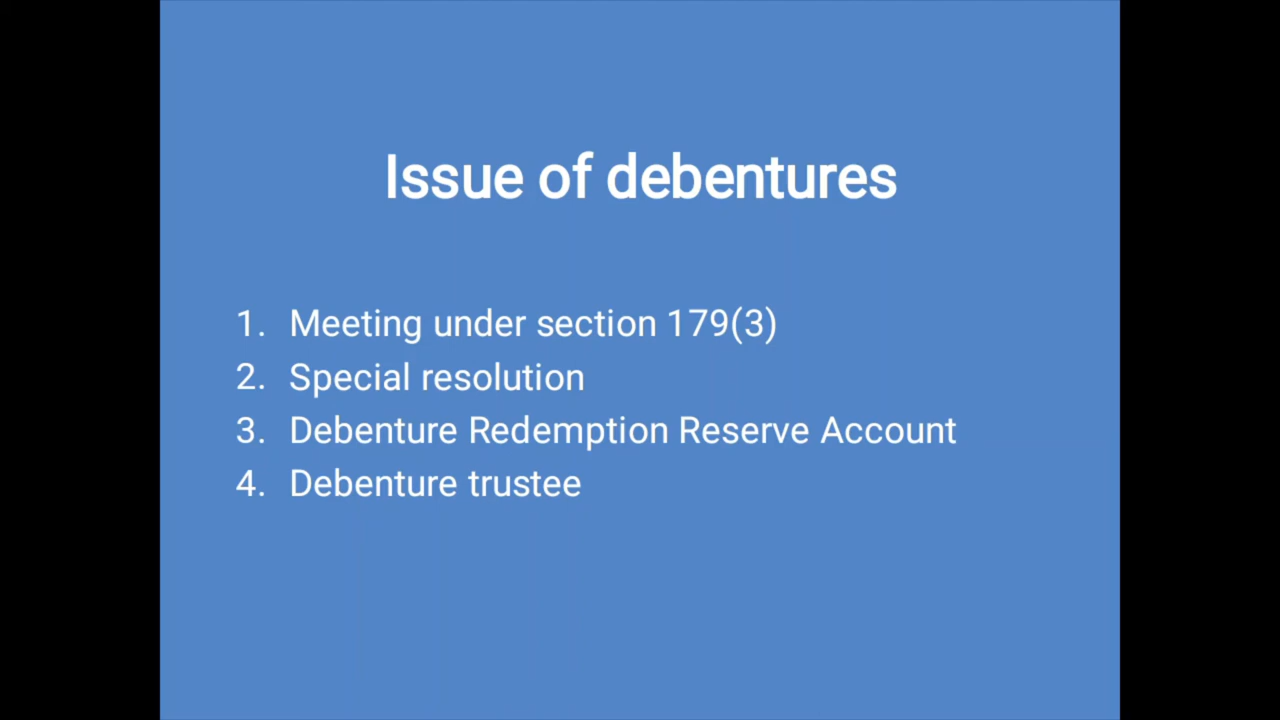 Issue of debentures
1. Meeting under section 179(3)
2. Special resolution
3. Debenture Redemption Reserve Account
4. Debenture trustee